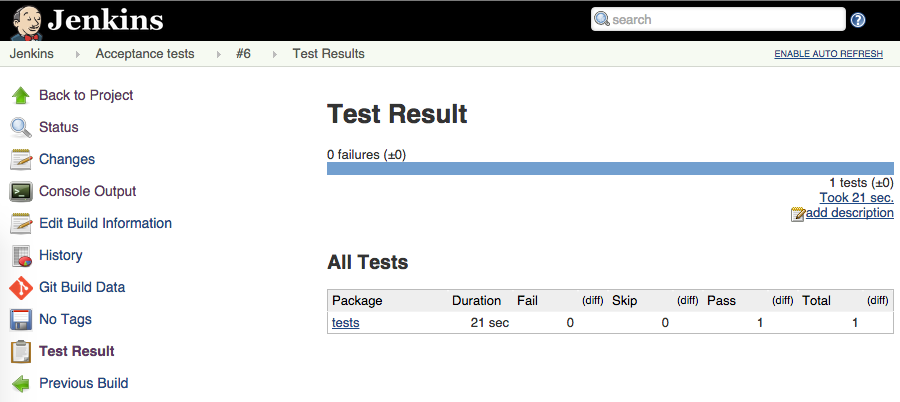 Jenkins
search
Jenkins Acceptance tests #6 Test Results
ENABLE AUTO REFRESH
Back to Project
Status
Changes
Console Output
Edit Build Information
History
Git Build Data
No Tags
Test Result
Previous Build
Test Result
0 failures (±0)
1 tests (±0)
Took 21 sec.
add description
All Tests
Package Duration Fail (diff) Skip (diff) Pass (diff) Total (diff)
tests 21 sec 0 0 1 1